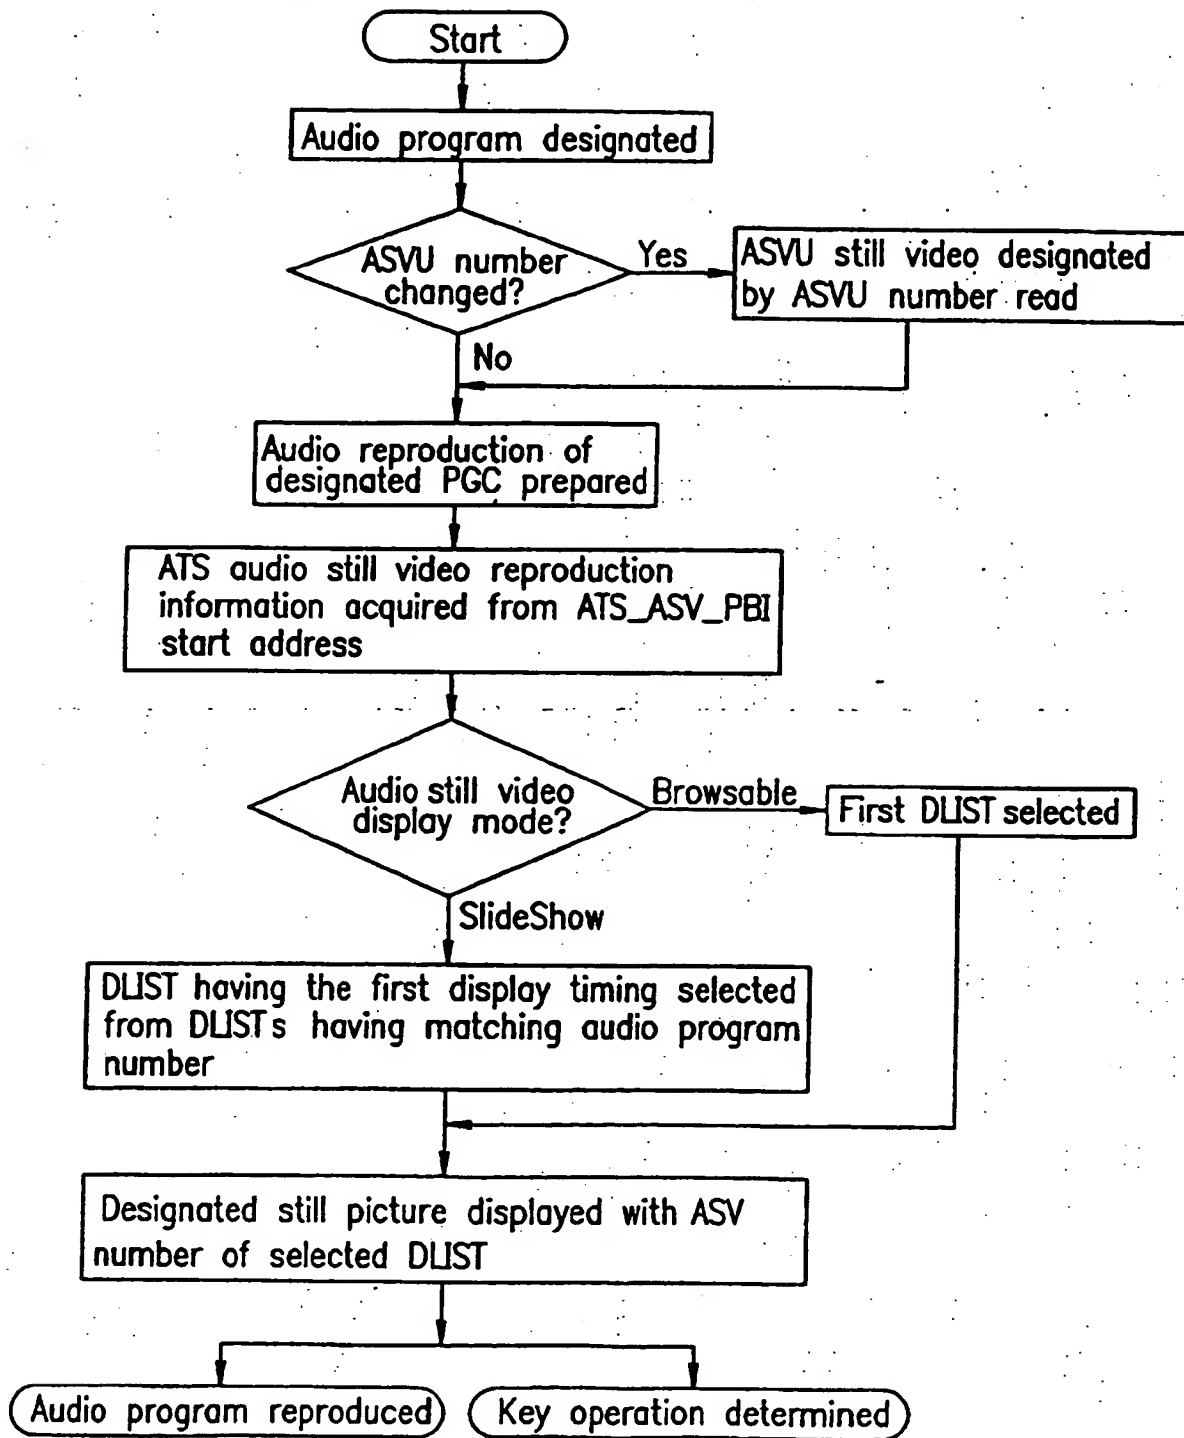 Start
Audio program designated
ASVU number
changed?
Yes
ASVU still video designated
by ASVU number read
No
Audio reproduction of
designated PGC prepared
ATS audio still video reproduction
information acquired from ATS_ASV_PBI
start address
Audio still video
display mode?
Browsable
First DLIST selected
SlideShow
DLIST having the first display timing selected
from DLISTs having matching audio program
number
Designated still picture displayed with ASV
number of selected DLIST
Audio program reproduced
Key operation determined